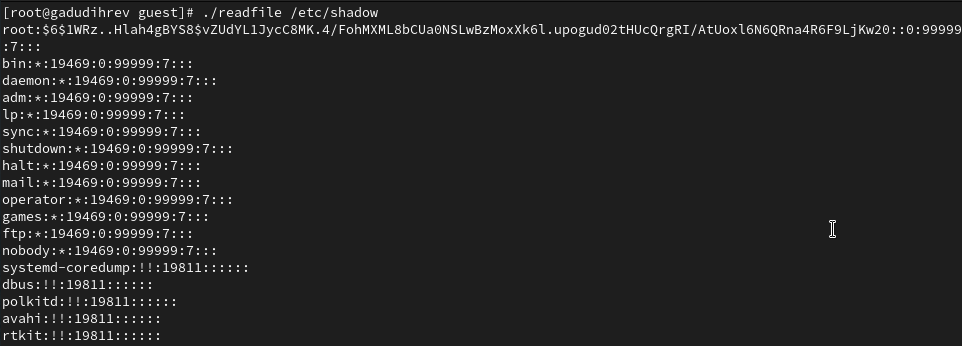 [root@gadudihrev guest]# ./readfile /etc/shadow
root:$6$1WRz..Hlah4gBYS8$vZUdYL1JycC8MK.4/FohMXML8bCUa0NSLwBzMoxXk6l.upogud02tHUcQrgRI/AtUoxl6N6QRna4R6F9LjKw20::0:99999
:7:::
bin:*:19469:0:99999:7:::
daemon:*:19469:0:99999:7:::
adm:*:19469:0:99999:7:::
lp:*:19469:0:99999:7:::
sync:*:19469:0:99999:7:::
shutdown:*:19469:0:99999:7:::
halt:*:19469:0:99999:7:::
mail:*:19469:0:99999:7:::
operator:*:19469:0:99999:7:::
games:*:19469:0:99999:7:::
ftp:*:19469:0:99999:7:::
nobody:*:19469:0:99999:7:::
systemd-coredump:!!:19811::::::
dbus:!!:19811::::::
polkitd:!!:19811::::::
avahi:!!:19811::::::
rtkit:!!:19811::::::